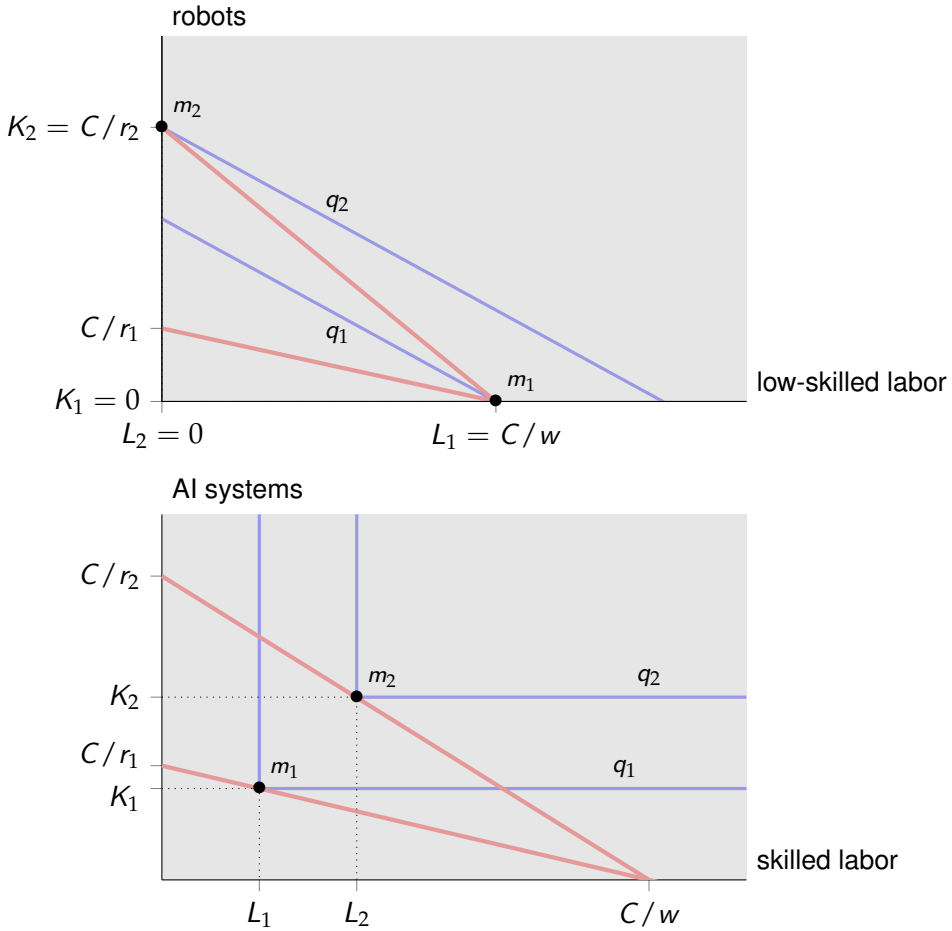 robots
m₂
K₂ = C/r₂
q₂
C/r₁
q₁
m₁
low-skilled labor
K₁ = 0
L₂ = 0
L₁ = C/w
AI systems
C/r₂
m₂
q₂
K₂
C/r₁
m₁
q₁
K₁
skilled labor
L₁
L₂
C/w